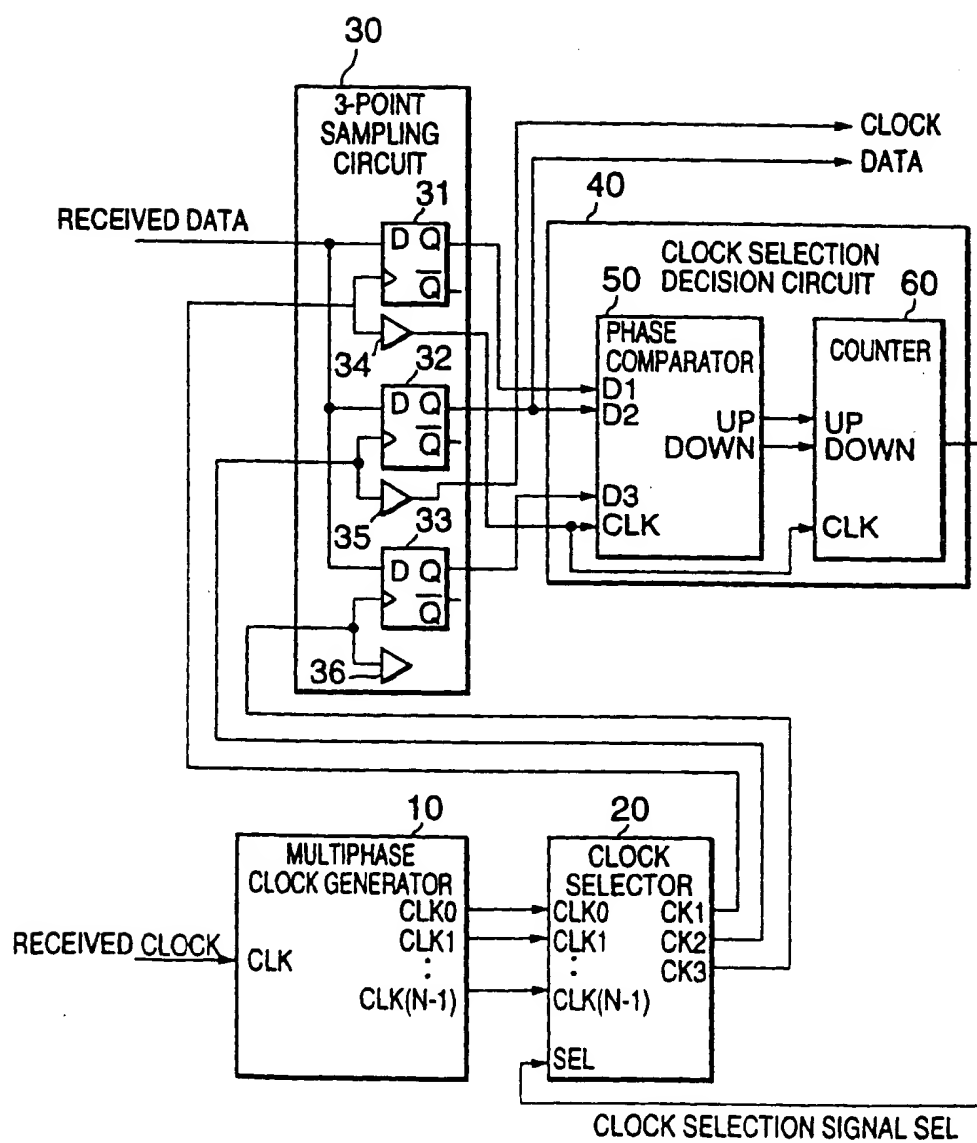 30
3-POINT
SAMPLING
CIRCUIT
CLOCK
DATA
RECEIVED DATA
31
D Q
Q
34
32
D Q
Q
35
33
D Q
Q
36
40
CLOCK SELECTION
DECISION CIRCUIT
50
PHASE
COMPARATOR
D1
D2
UP
DOWN
D3
CLK
60
COUNTER
UP
DOWN
CLK
10
MULTIPHASE
CLOCK GENERATOR
CLK0
CLK1
⋮
CLK(N-1)
RECEIVED CLOCK
CLK
20
CLOCK
SELECTOR
CLK0 CK1
CLK1 CK2
⋮ CK3
CLK(N-1)
SEL
CLOCK SELECTION SIGNAL SEL